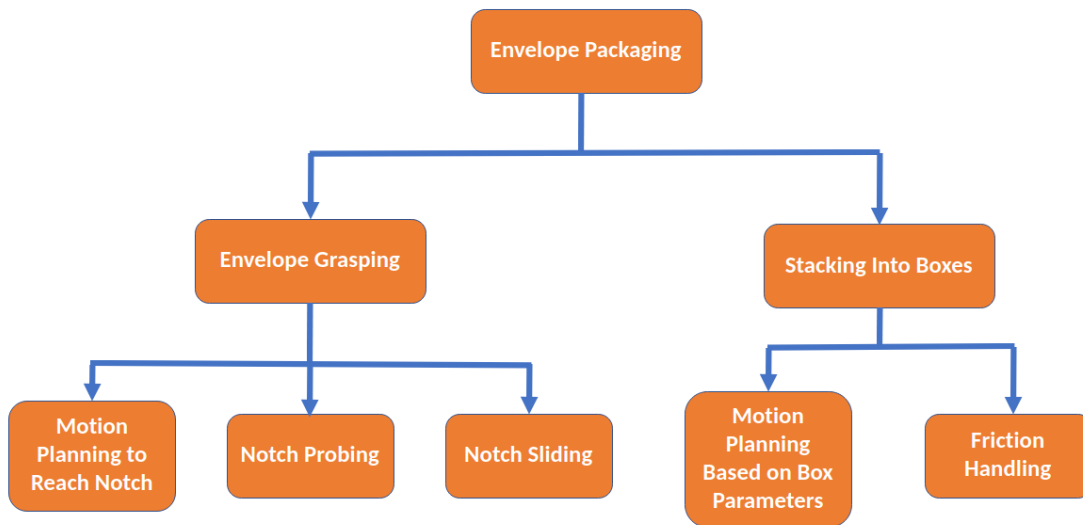 Envelope Packaging
Envelope Grasping
Stacking Into Boxes
Motion
Planning to
Reach Notch
Notch Probing
Notch Sliding
Motion
Planning
Based on Box
Parameters
Friction
Handling